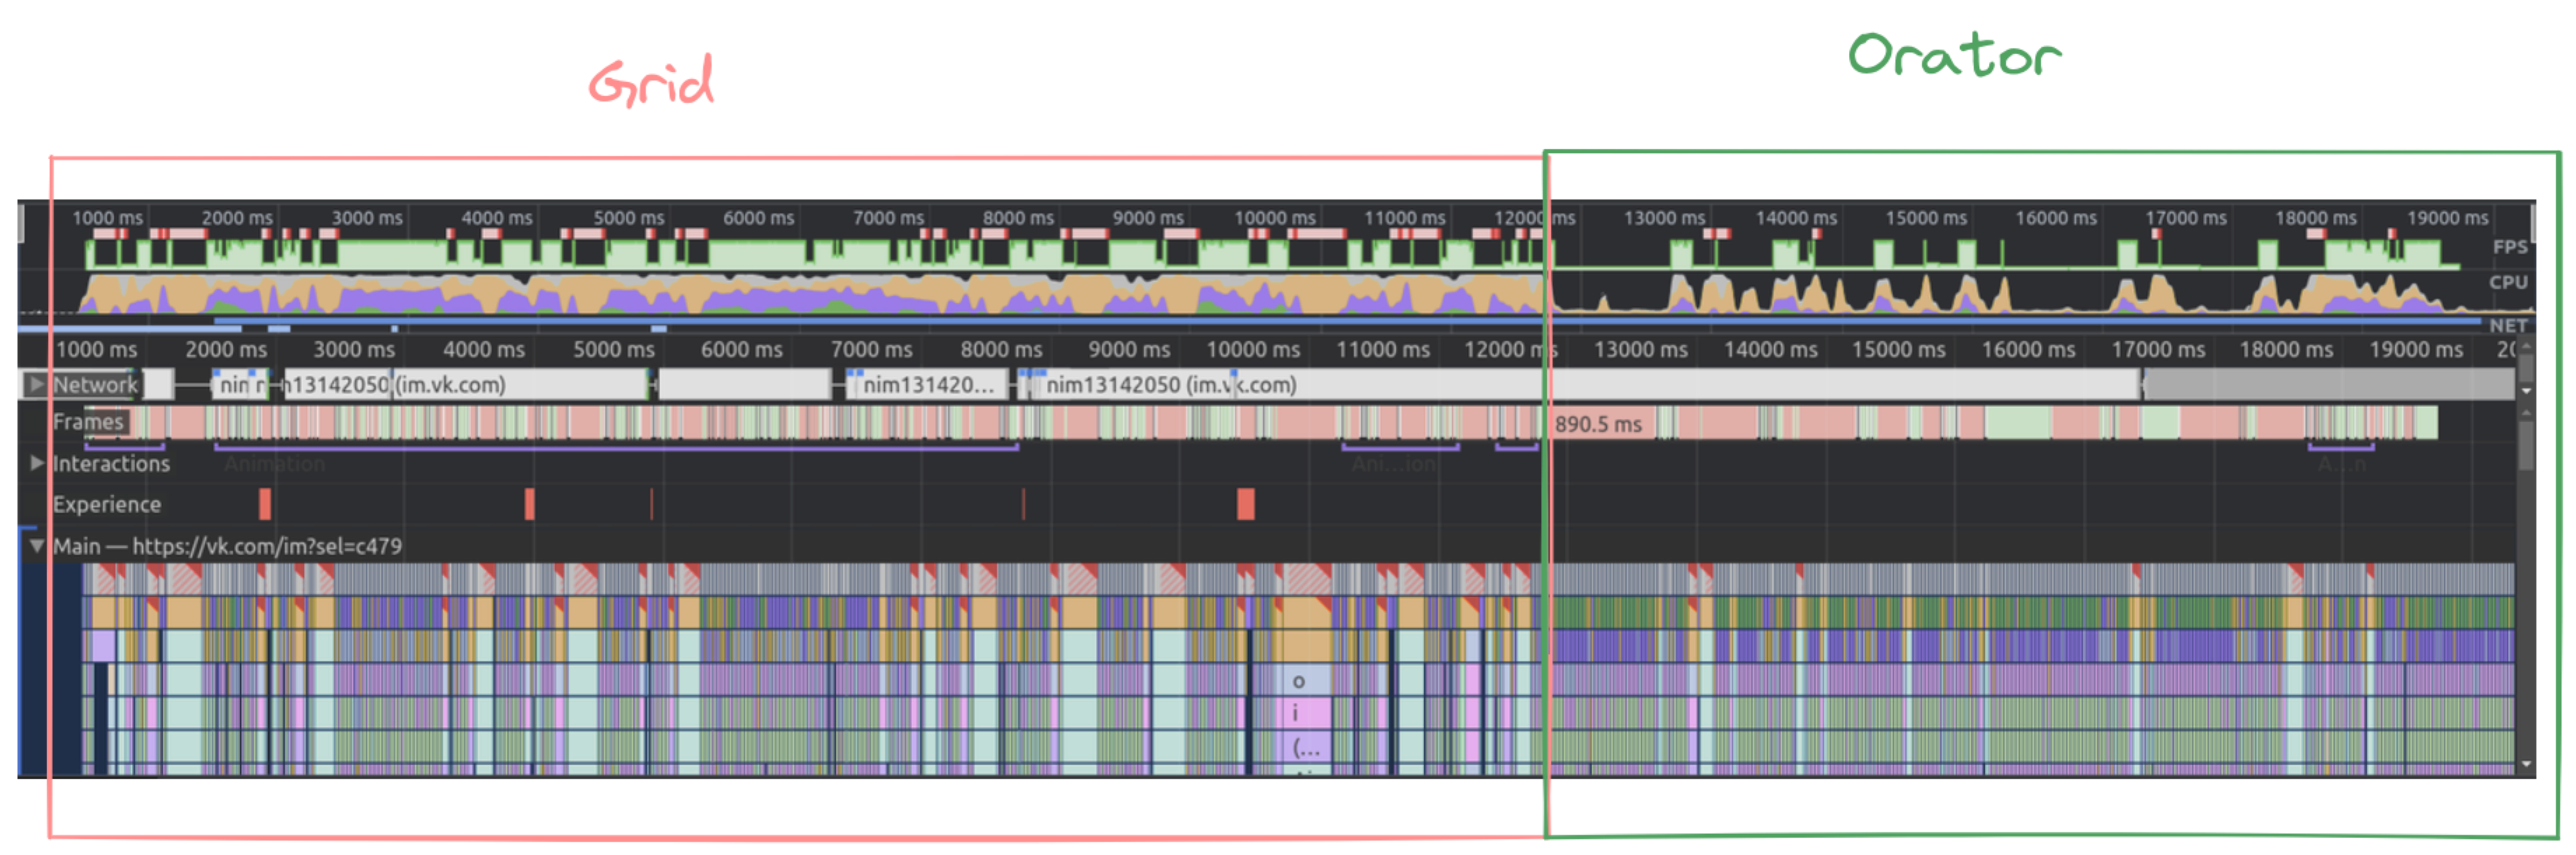 Grid
Orator
1000 ms 2000 ms 3000 ms 4000 ms 5000 ms 6000 ms 7000 ms 8000 ms 9000 ms 10000 ms 11000 ms 12000 ms 13000 ms 14000 ms 15000 ms 16000 ms 17000 ms 18000 ms 19000 ms
FPS
CPU
NET
1000 ms 2000 ms 3000 ms 4000 ms 5000 ms 6000 ms 7000 ms 8000 ms 9000 ms 10000 ms 11000 ms 12000 ms 13000 ms 14000 ms 15000 ms 16000 ms 17000 ms 18000 ms 19000 ms 20
Network nim n n13142050 (im.vk.com) nim131420... nim13142050 (im.vk.com)
Frames 890.5 ms
Interactions Animation Ani...ion A...n
Experience
Main — https://vk.com/im?sel=c479
o
i
(...